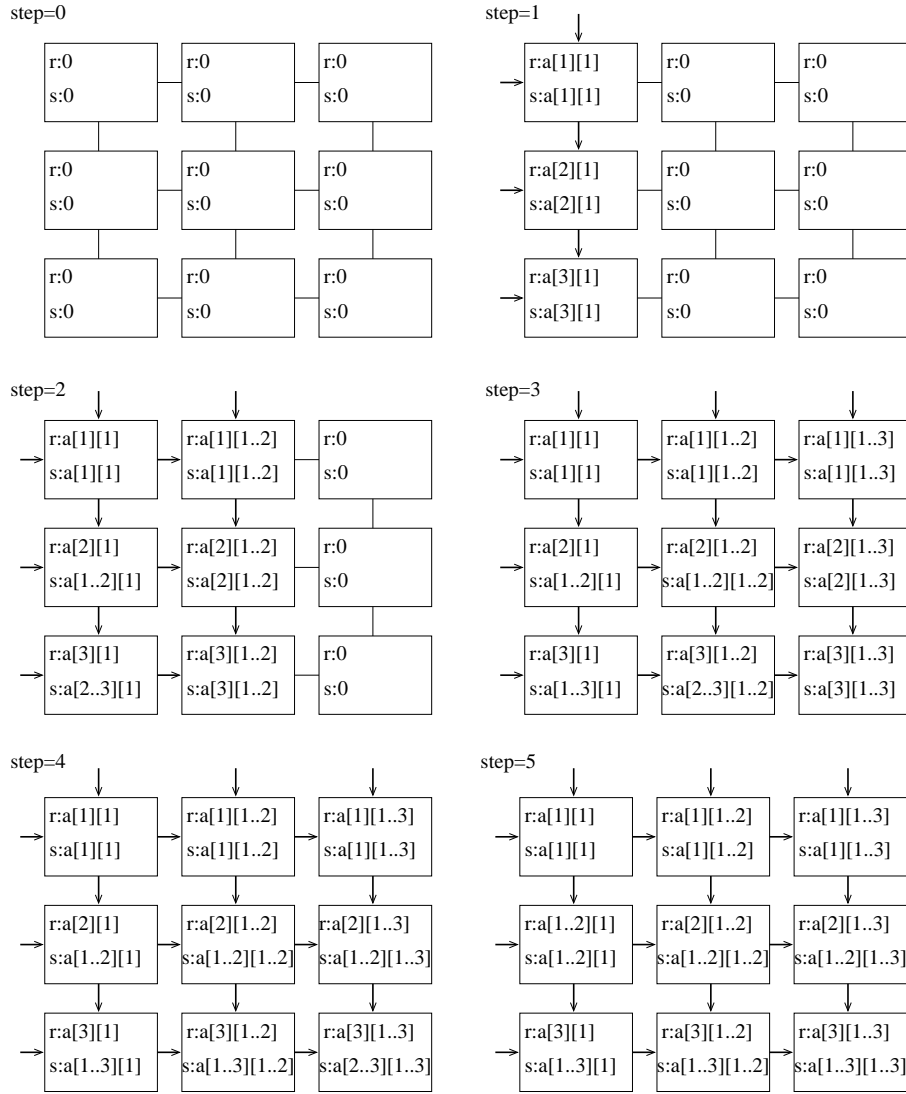 step=0
r:0
s:0
r:0
s:0
r:0
s:0
r:0
s:0
r:0
s:0
r:0
s:0
r:0
s:0
r:0
s:0
r:0
s:0
step=1
r:a[1][1]
s:a[1][1]
r:0
s:0
r:0
s:0
r:a[2][1]
s:a[2][1]
r:0
s:0
r:0
s:0
r:a[3][1]
s:a[3][1]
r:0
s:0
r:0
s:0
step=2
r:a[1][1]
s:a[1][1]
r:a[1][1..2]
s:a[1][1..2]
r:0
s:0
r:a[2][1]
s:a[1..2][1]
r:a[2][1..2]
s:a[2][1..2]
r:0
s:0
r:a[3][1]
s:a[2..3][1]
r:a[3][1..2]
s:a[3][1..2]
r:0
s:0
step=3
r:a[1][1]
s:a[1][1]
r:a[1][1..2]
s:a[1][1..2]
r:a[1][1..3]
s:a[1][1..3]
r:a[2][1]
s:a[1..2][1]
r:a[2][1..2]
s:a[1..2][1..2]
r:a[2][1..3]
s:a[2][1..3]
r:a[3][1]
s:a[1..3][1]
r:a[3][1..2]
s:a[2..3][1..2]
r:a[3][1..3]
s:a[3][1..3]
step=4
r:a[1][1]
s:a[1][1]
r:a[1][1..2]
s:a[1][1..2]
r:a[1][1..3]
s:a[1][1..3]
r:a[2][1]
s:a[1..2][1]
r:a[2][1..2]
s:a[1..2][1..2]
r:a[2][1..3]
s:a[1..2][1..3]
r:a[3][1]
s:a[1..3][1]
r:a[3][1..2]
s:a[1..3][1..2]
r:a[3][1..3]
s:a[2..3][1..3]
step=5
r:a[1][1]
s:a[1][1]
r:a[1][1..2]
s:a[1][1..2]
r:a[1][1..3]
s:a[1][1..3]
r:a[1..2][1]
s:a[1..2][1]
r:a[2][1..2]
s:a[1..2][1..2]
r:a[2][1..3]
s:a[1..2][1..3]
r:a[3][1]
s:a[1..3][1]
r:a[3][1..2]
s:a[1..3][1..2]
r:a[3][1..3]
s:a[1..3][1..3]